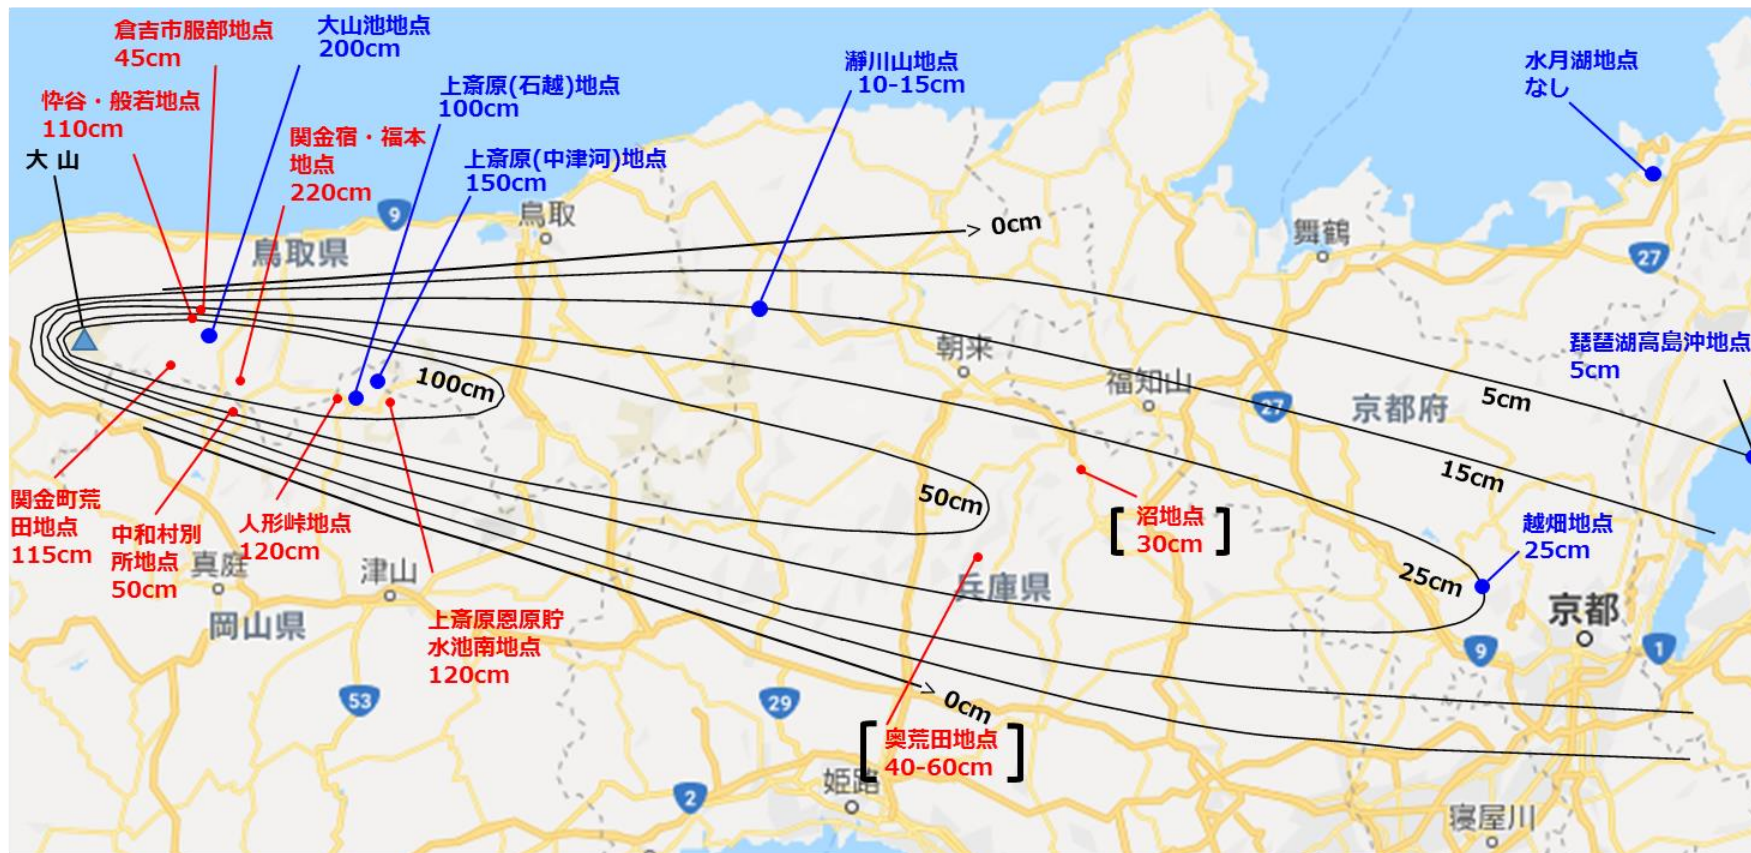 倉吉市服部地点
45cm
大山池地点
200cm
上斎原(石越)地点
100cm
瀞川山地点
10-15cm
水月湖地点
なし
忰谷・般若地点
110cm
関金宿・福本
地点
220cm
大 山
上斎原(中津河)地点
150cm
9
鳥取
鳥取県
> 0cm
舞鶴
27
朝来
福知山
27
京都府
琵琶湖高島沖地点
5cm
100cm
5cm
15cm
50cm
25cm
関金町荒
田地点
115cm
中和村別
所地点
50cm
人形峠地点
120cm
沼地点
30cm
越畑地点
25cm
真庭
津山
岡山県
上斎原恩原貯
水池南地点
120cm
兵庫県
京都
9
1
53
29
> 0cm
奥荒田地点
40-60cm
姫路
2
寝屋川